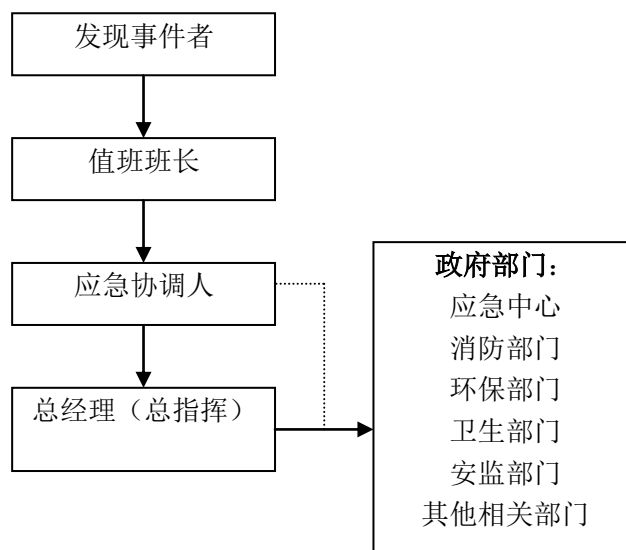 发现事件者
值班班长
应急协调人
总经理（总指挥）
政府部门：
应急中心
消防部门
环保部门
卫生部门
安监部门
其他相关部门